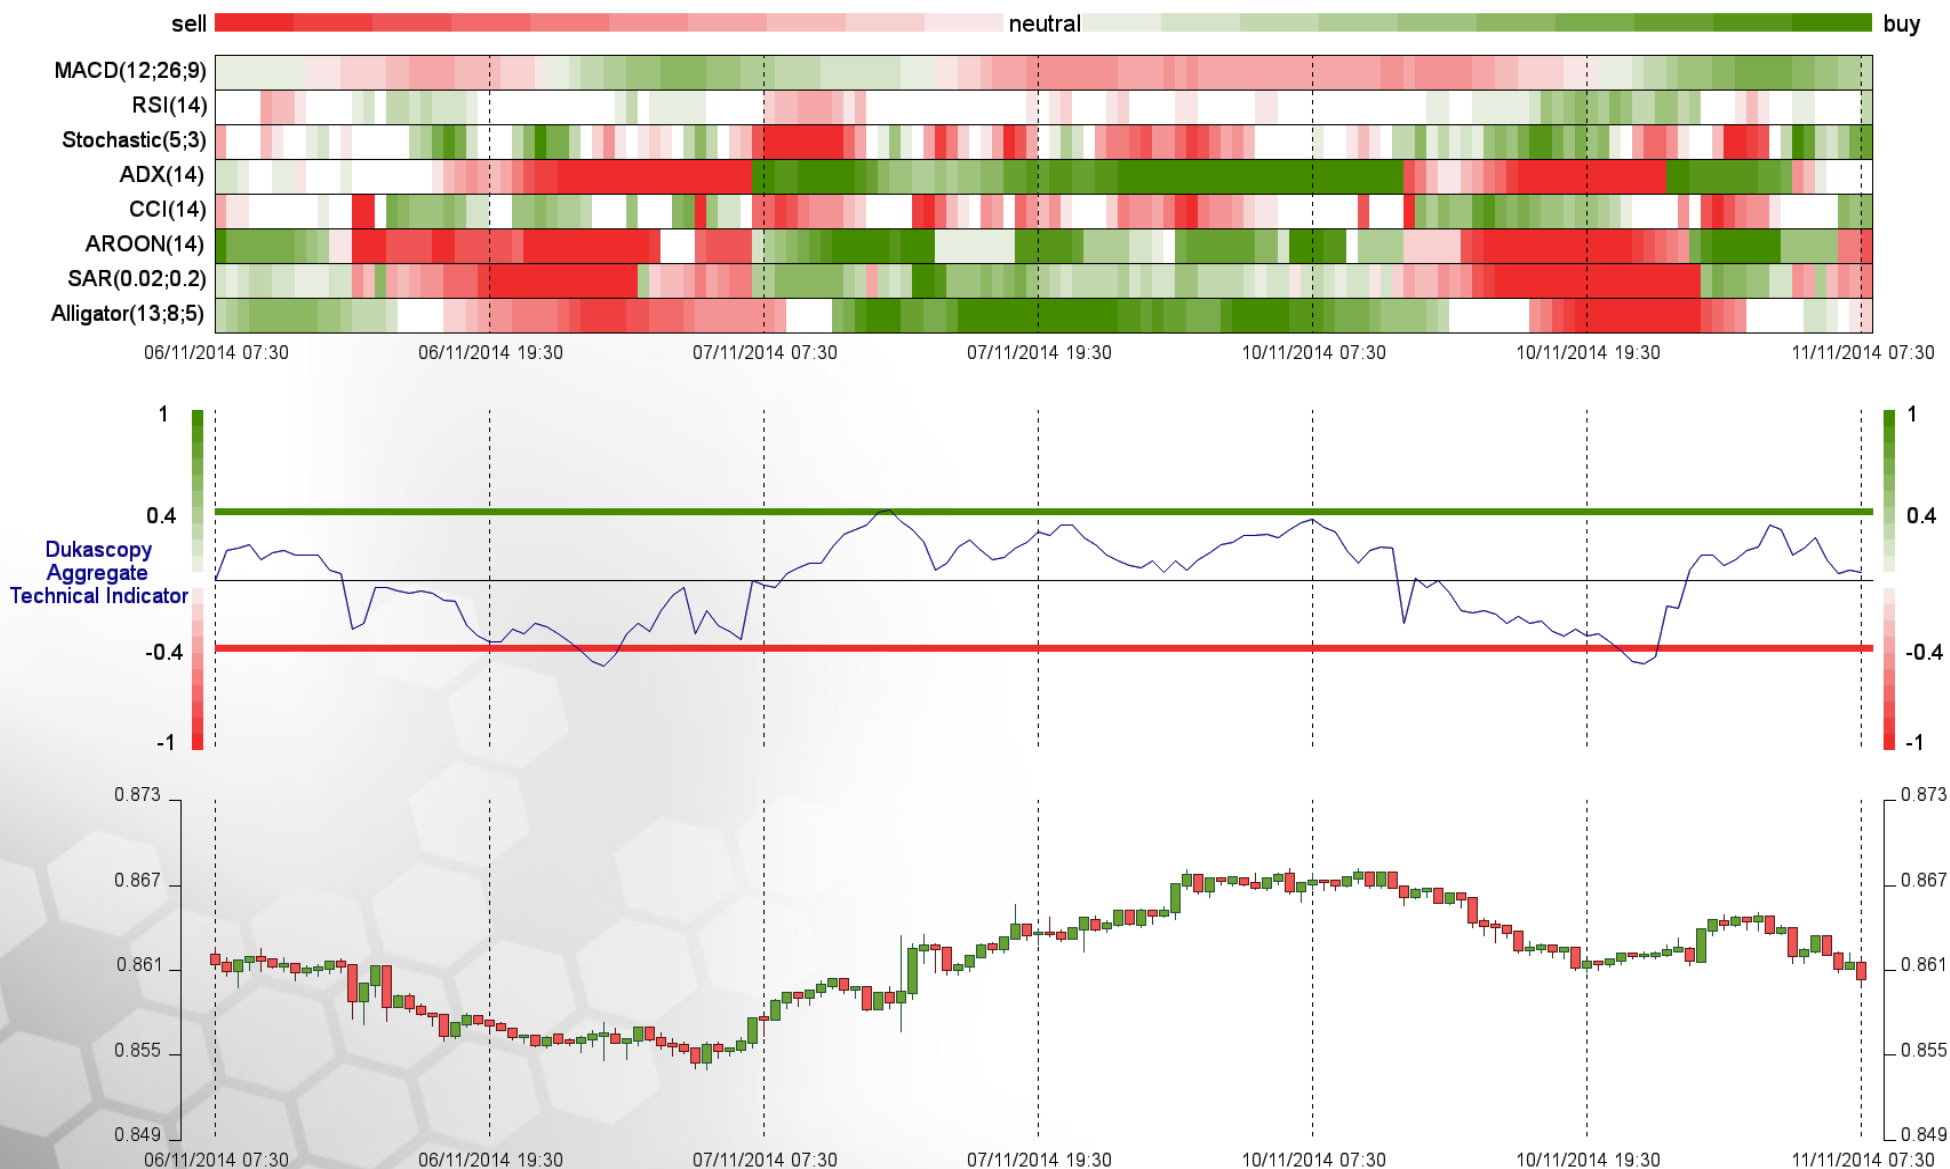 sell neutral buy
MACD(12;26;9)
RSI(14)
Stochastic(5;3)
ADX(14)
CCI(14)
AROON(14)
SAR(0.02;0.2)
Alligator(13;8;5)
06/11/2014 07:30 06/11/2014 19:30 07/11/2014 07:30 07/11/2014 19:30 10/11/2014 07:30 10/11/2014 19:30 11/11/2014 07:30
1 1
0.4 0.4
Dukascopy
Aggregate
Technical Indicator
-0.4 -0.4
-1 -1
0.873 0.873
0.867 0.867
0.861 0.861
0.855 0.855
0.849 0.849
06/11/2014 07:30 06/11/2014 19:30 07/11/2014 07:30 07/11/2014 19:30 10/11/2014 07:30 10/11/2014 19:30 11/11/2014 07:30